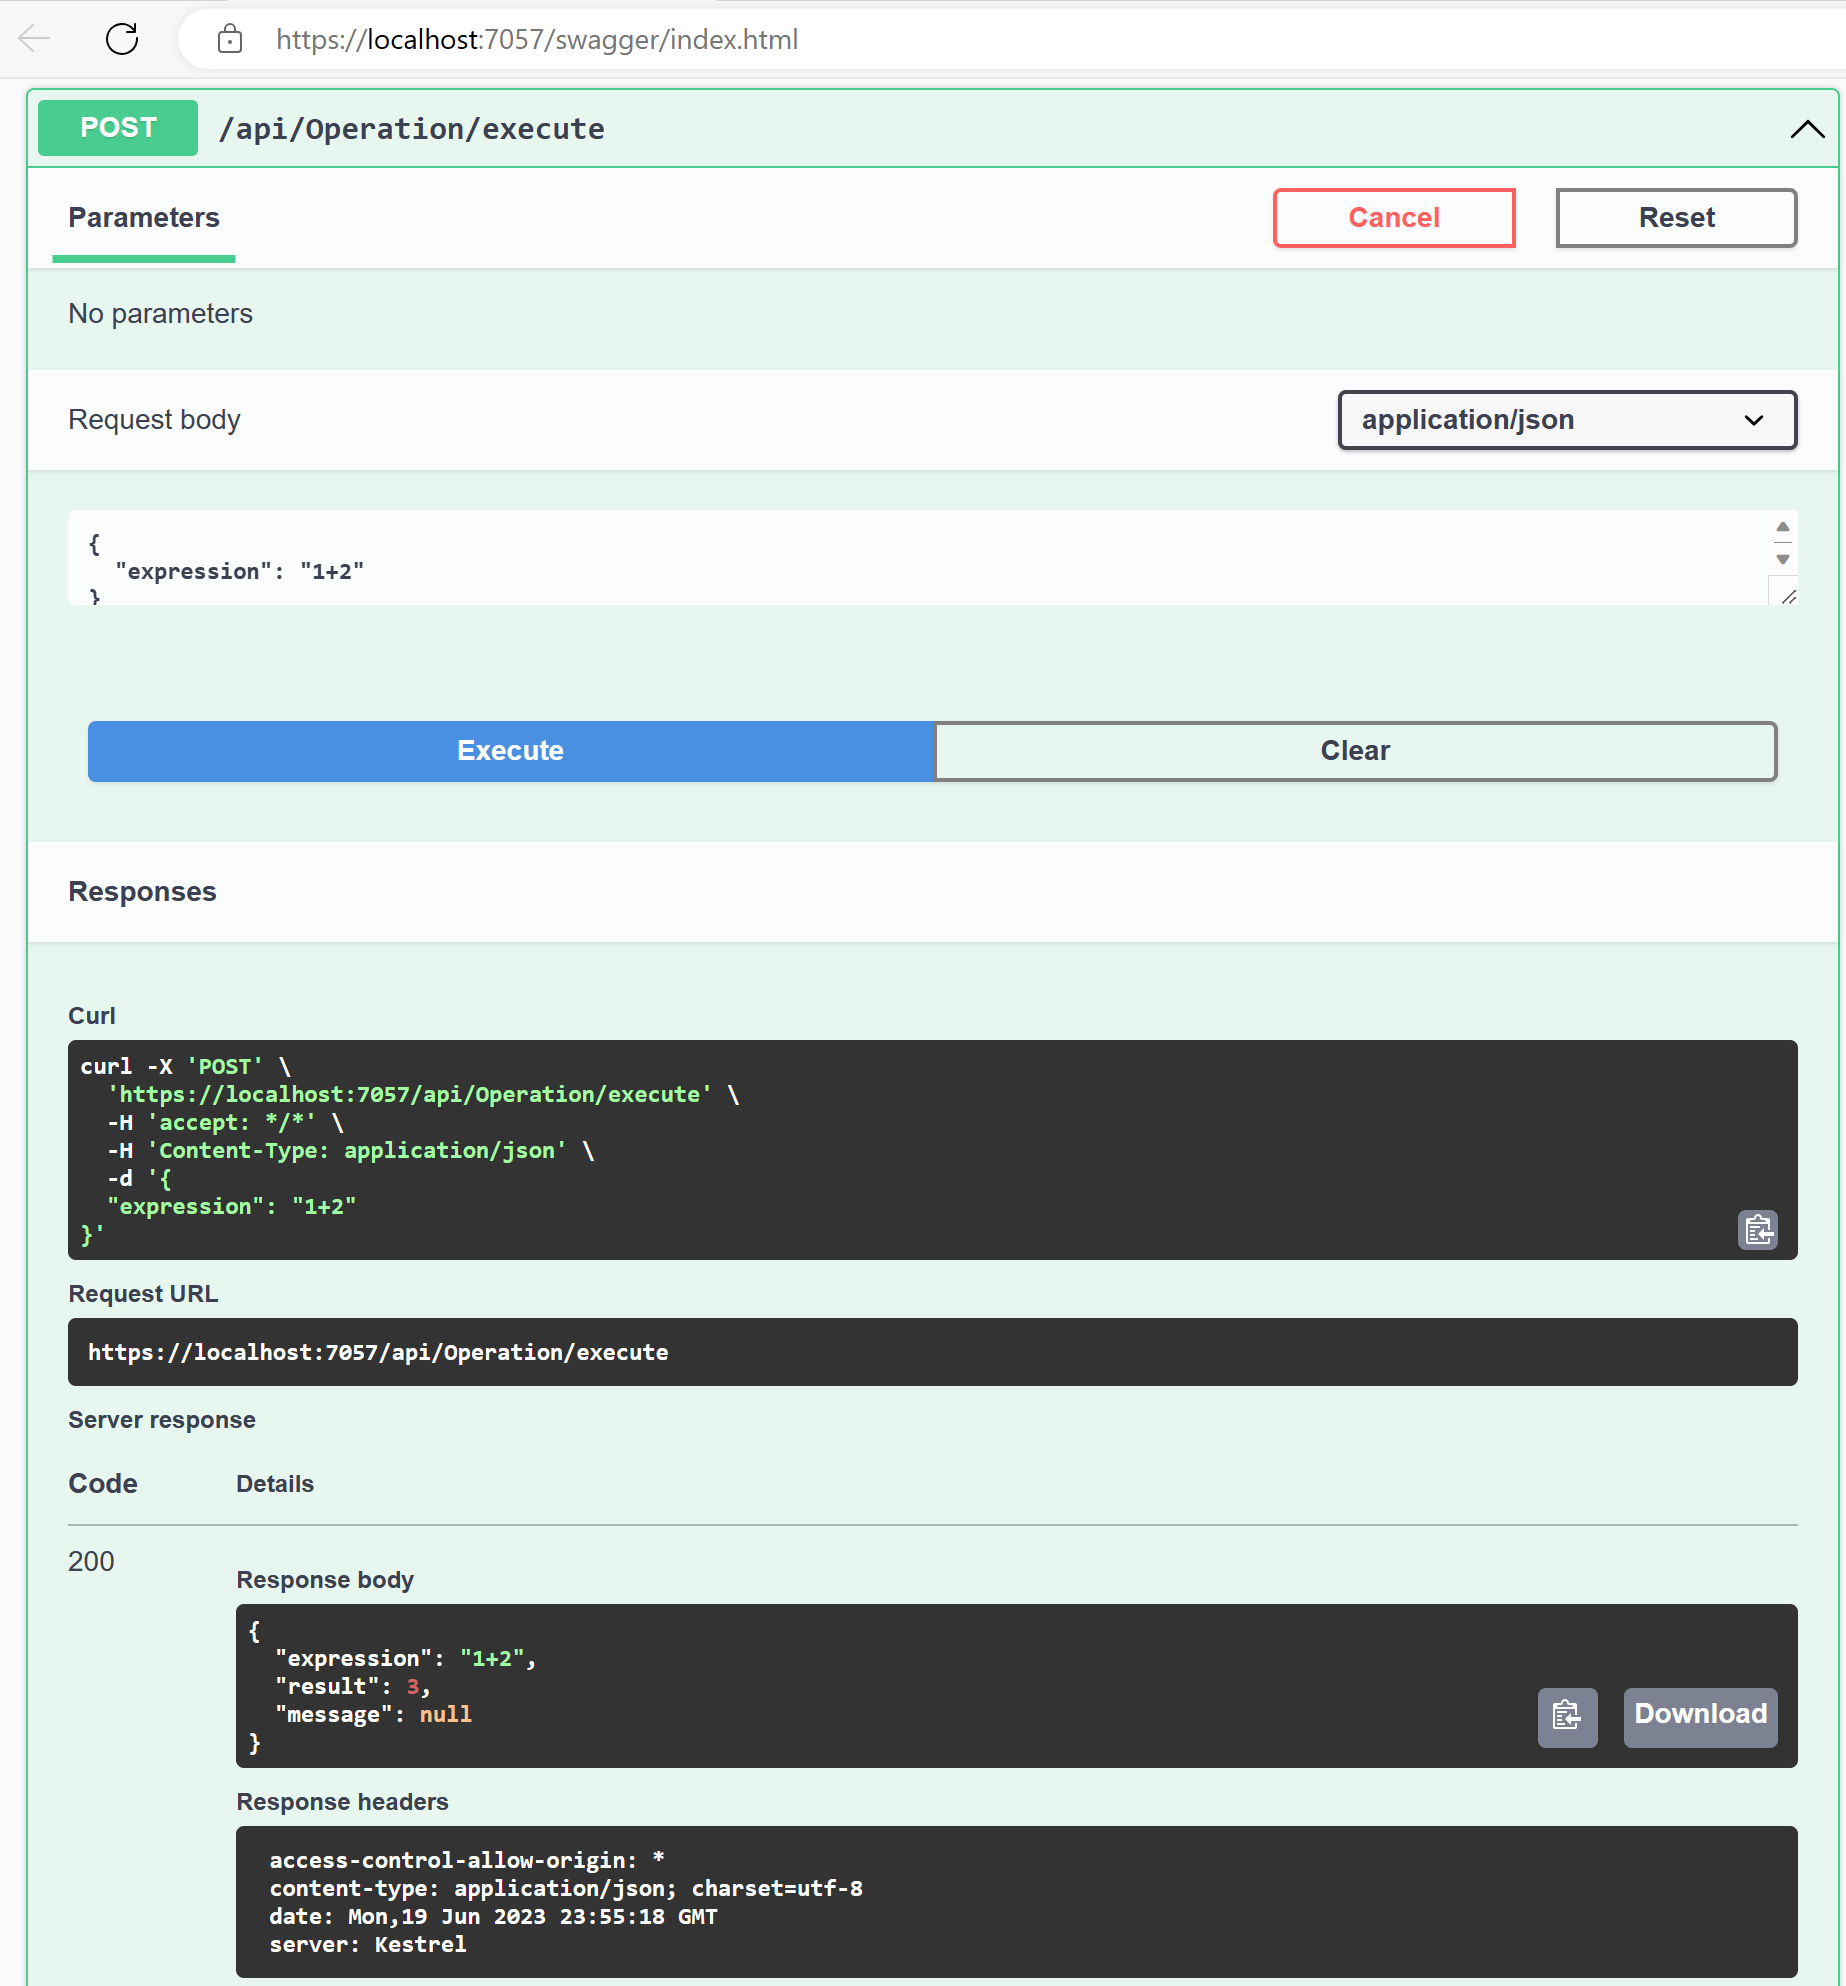 https://localhost:7057/swagger/index.html
POST /api/Operation/execute
Parameters
Cancel
Reset
No parameters
Request body
application/json
{
  "expression": "1+2"
}
Execute
Clear
Responses
Curl
curl -X 'POST' \
  'https://localhost:7057/api/Operation/execute' \
  -H 'accept: */*' \
  -H 'Content-Type: application/json' \
  -d '{
  "expression": "1+2"
}'
Request URL
https://localhost:7057/api/Operation/execute
Server response
Code Details
200
Response body
{
  "expression": "1+2",
  "result": 3,
  "message": null
}
Download
Response headers
access-control-allow-origin: *
content-type: application/json; charset=utf-8
date: Mon,19 Jun 2023 23:55:18 GMT
server: Kestrel